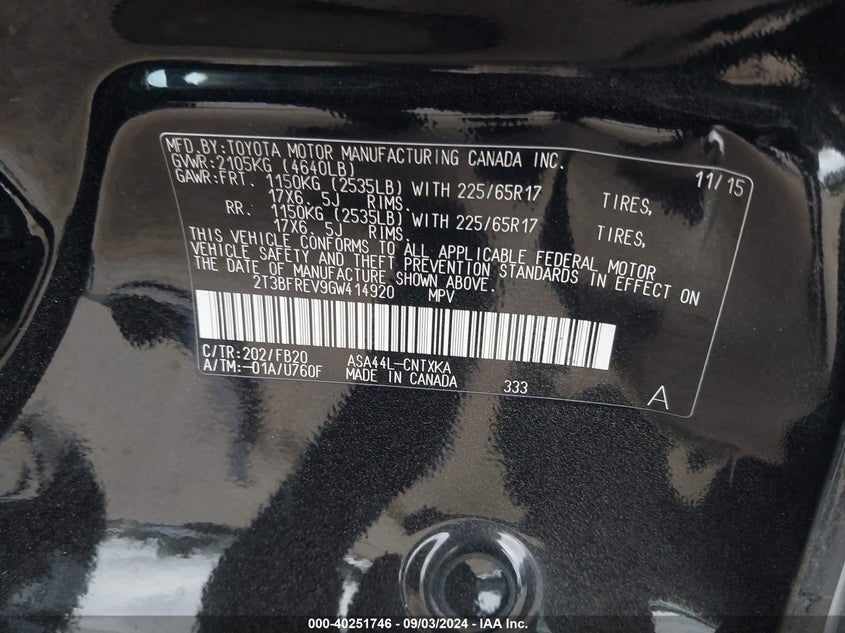 MFD.BY:TOYOTA MOTOR MANUFACTURING CANADA INC.
GVWR:2105KG (4640LB) 11/15
GAWR:FRT. 1150KG (2535LB) WITH 225/65R17 TIRES,
17X6. 5J RIMS.
RR. 1150KG (2535LB) WITH 225/65R17 TIRES,
17X6. 5J RIMS.
THIS VEHICLE CONFORMS TO ALL APPLICABLE FEDERAL MOTOR
VEHICLE SAFETY AND THEFT PREVENTION STANDARDS IN EFFECT ON
THE DATE OF MANUFACTURE SHOWN ABOVE.
2T3BFREV9GW414920 MPV
C/TR:202/FB20 ASA44L-CNTXKA
A/TM:-01A/U760F MADE IN CANADA 333 A
000-40251746 - 09/03/2024 - IAA Inc.